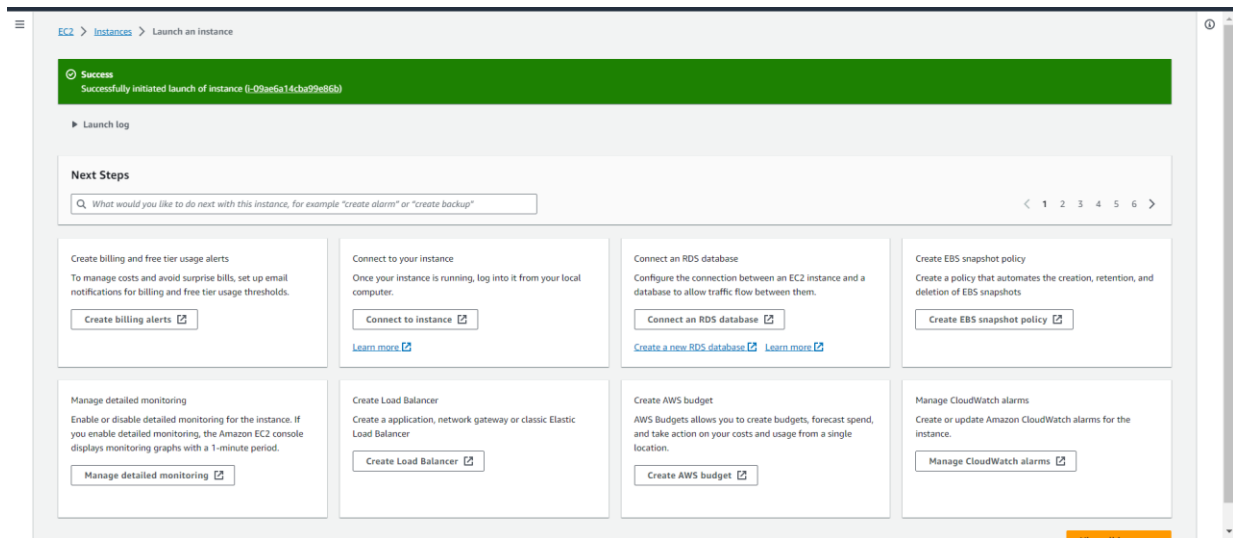 EC2 > Instances > Launch an instance
Success
Successfully initiated launch of instance (i-09ae6a14cba99e86b)
Launch log
Next Steps
What would you like to do next with this instance, for example "create alarm" or "create backup"
1 2 3 4 5 6
Create billing and free tier usage alerts
To manage costs and avoid surprise bills, set up email
notifications for billing and free tier usage thresholds.
Create billing alerts
Connect to your instance
Once your instance is running, log into it from your local
computer.
Connect to instance
Learn more
Connect an RDS database
Configure the connection between an EC2 instance and a
database to allow traffic flow between them.
Connect an RDS database
Create a new RDS database Learn more
Create EBS snapshot policy
Create a policy that automates the creation, retention, and
deletion of EBS snapshots
Create EBS snapshot policy
Manage detailed monitoring
Enable or disable detailed monitoring for the instance. If
you enable detailed monitoring, the Amazon EC2 console
displays monitoring graphs with a 1-minute period.
Manage detailed monitoring
Create Load Balancer
Create a application, network gateway or classic Elastic
Load Balancer
Create Load Balancer
Create AWS budget
AWS Budgets allows you to create budgets, forecast spend,
and take action on your costs and usage from a single
location.
Create AWS budget
Manage CloudWatch alarms
Create or update Amazon CloudWatch alarms for the
instance.
Manage CloudWatch alarms